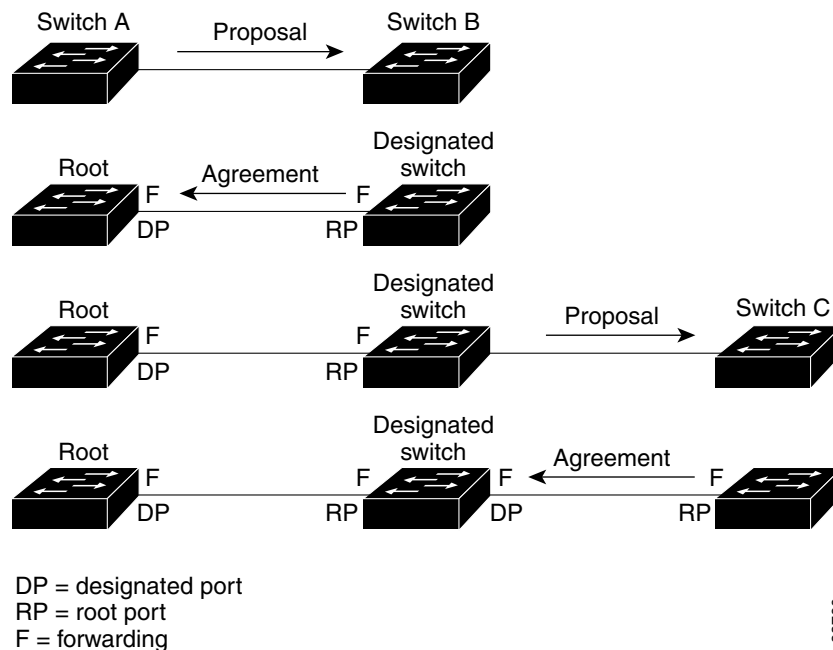 Switch A
Proposal
Switch B
Root
F
Agreement
F
Designated
switch
DP
RP
Root
F
F
Designated
switch
Proposal
Switch C
DP
RP
Root
F
F
Designated
switch
F
Agreement
F
DP
RP
DP
RP
DP = designated port
RP = root port
F = forwarding